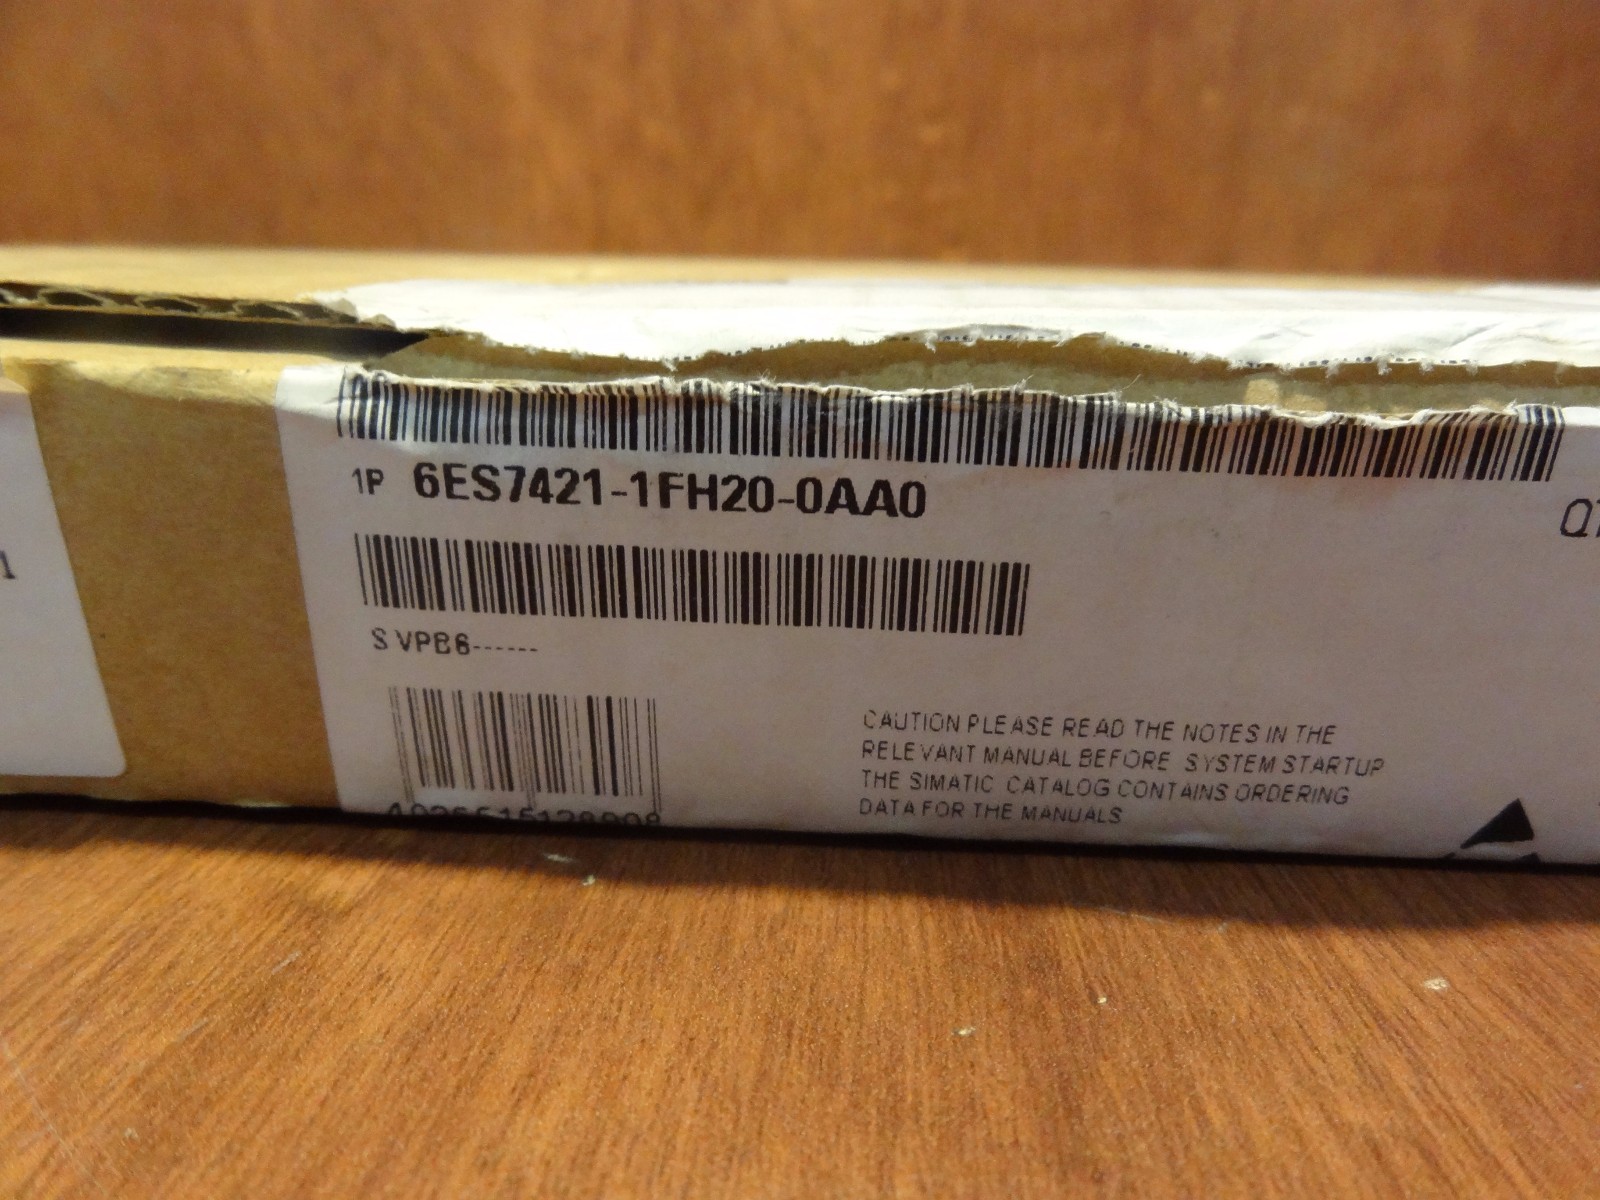 1P 6ES7421-1FH20-0AA0
S VPB6------
CAUTION PLEASE READ THE NOTES IN THE
RELEVANT MANUAL BEFORE SYSTEM STARTUP
THE SIMATIC CATALOG CONTAINS ORDERING
DATA FOR THE MANUALS
1